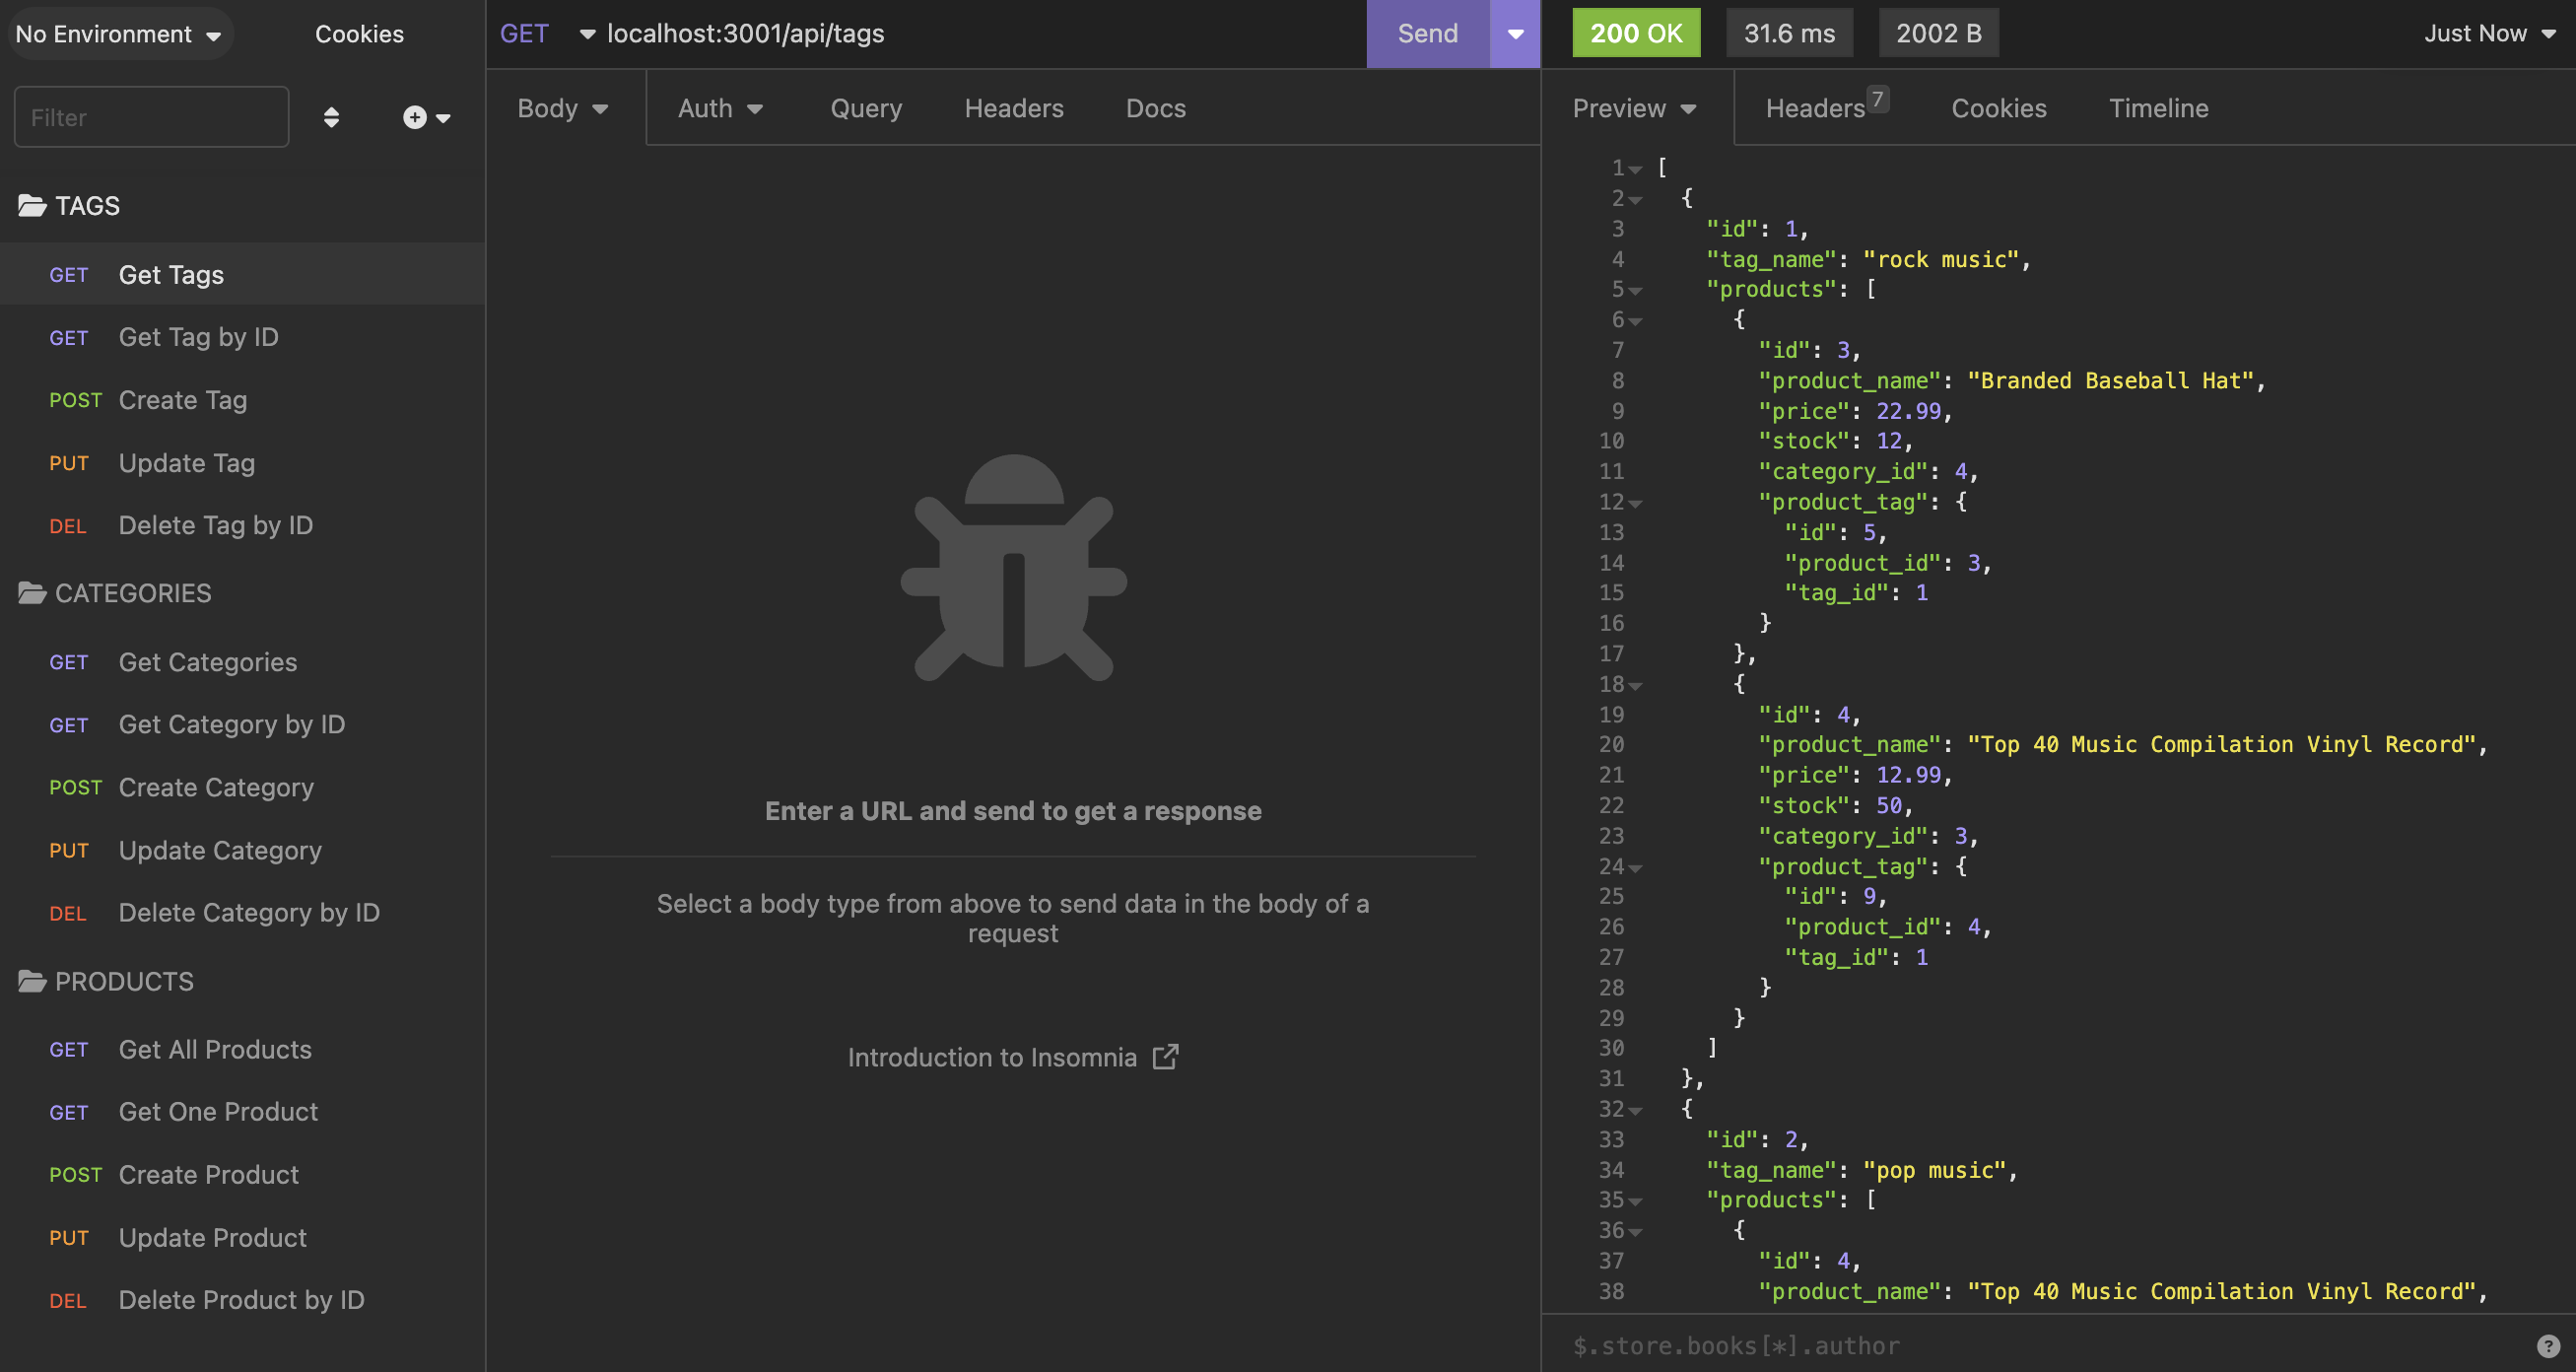 No Environment
Cookies
Filter
TAGS
GET Get Tags
GET Get Tag by ID
POST Create Tag
PUT Update Tag
DEL Delete Tag by ID
CATEGORIES
GET Get Categories
GET Get Category by ID
POST Create Category
PUT Update Category
DEL Delete Category by ID
PRODUCTS
GET Get All Products
GET Get One Product
POST Create Product
PUT Update Product
DEL Delete Product by ID
GET localhost:3001/api/tags Send
Body Auth Query Headers Docs
Enter a URL and send to get a response
Select a body type from above to send data in the body of a
request
Introduction to Insomnia
200 OK 31.6 ms 2002 B Just Now
Preview Headers 7 Cookies Timeline
1 [
2 {
3 "id": 1,
4 "tag_name": "rock music",
5 "products": [
6 {
7 "id": 3,
8 "product_name": "Branded Baseball Hat",
9 "price": 22.99,
10 "stock": 12,
11 "category_id": 4,
12 "product_tag": {
13 "id": 5,
14 "product_id": 3,
15 "tag_id": 1
16 }
17 },
18 {
19 "id": 4,
20 "product_name": "Top 40 Music Compilation Vinyl Record",
21 "price": 12.99,
22 "stock": 50,
23 "category_id": 3,
24 "product_tag": {
25 "id": 9,
26 "product_id": 4,
27 "tag_id": 1
28 }
29 }
30 ]
31 },
32 {
33 "id": 2,
34 "tag_name": "pop music",
35 "products": [
36 {
37 "id": 4,
38 "product_name": "Top 40 Music Compilation Vinyl Record",
$.store.books[*].author ?